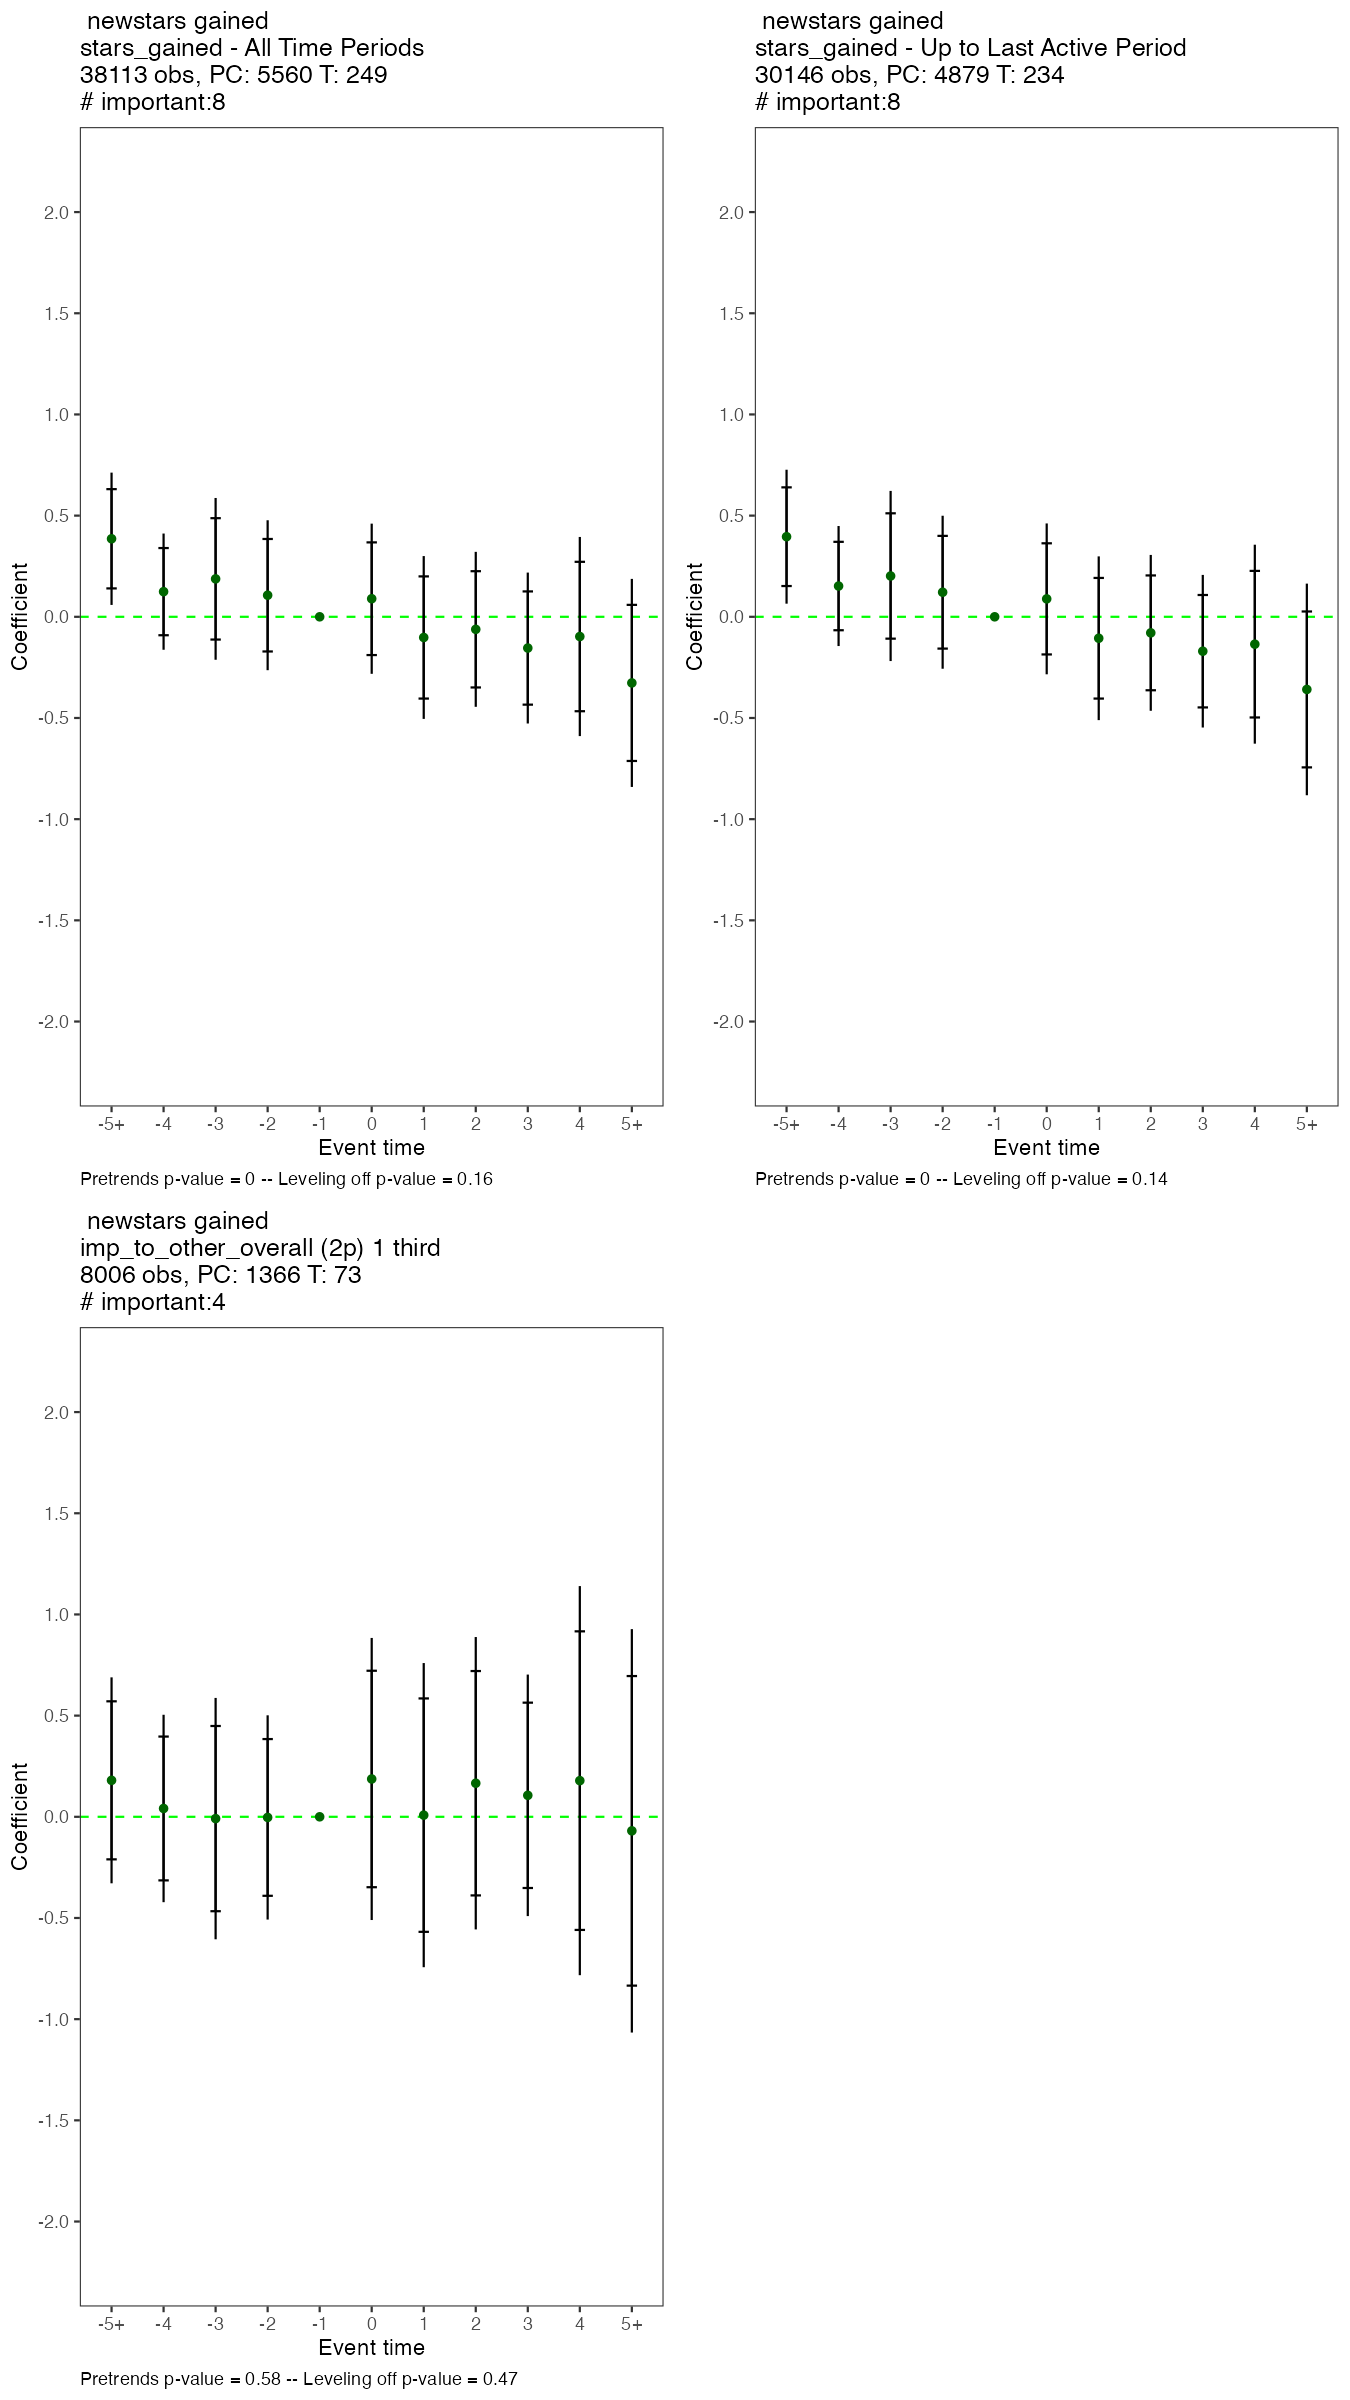 newstars gained
stars_gained - All Time Periods
38113 obs, PC: 5560 T: 249
# important:8
Coefficient
2.0
1.5
1.0
0.5
0.0
-0.5
-1.0
-1.5
-2.0
-5+ -4 -3 -2 -1 0 1 2 3 4 5+
Event time
Pretrends p-value = 0 -- Leveling off p-value = 0.16
newstars gained
stars_gained - Up to Last Active Period
30146 obs, PC: 4879 T: 234
# important:8
Coefficient
2.0
1.5
1.0
0.5
0.0
-0.5
-1.0
-1.5
-2.0
-5+ -4 -3 -2 -1 0 1 2 3 4 5+
Event time
Pretrends p-value = 0 -- Leveling off p-value = 0.14
newstars gained
imp_to_other_overall (2p) 1 third
8006 obs, PC: 1366 T: 73
# important:4
Coefficient
2.0
1.5
1.0
0.5
0.0
-0.5
-1.0
-1.5
-2.0
-5+ -4 -3 -2 -1 0 1 2 3 4 5+
Event time
Pretrends p-value = 0.58 -- Leveling off p-value = 0.47